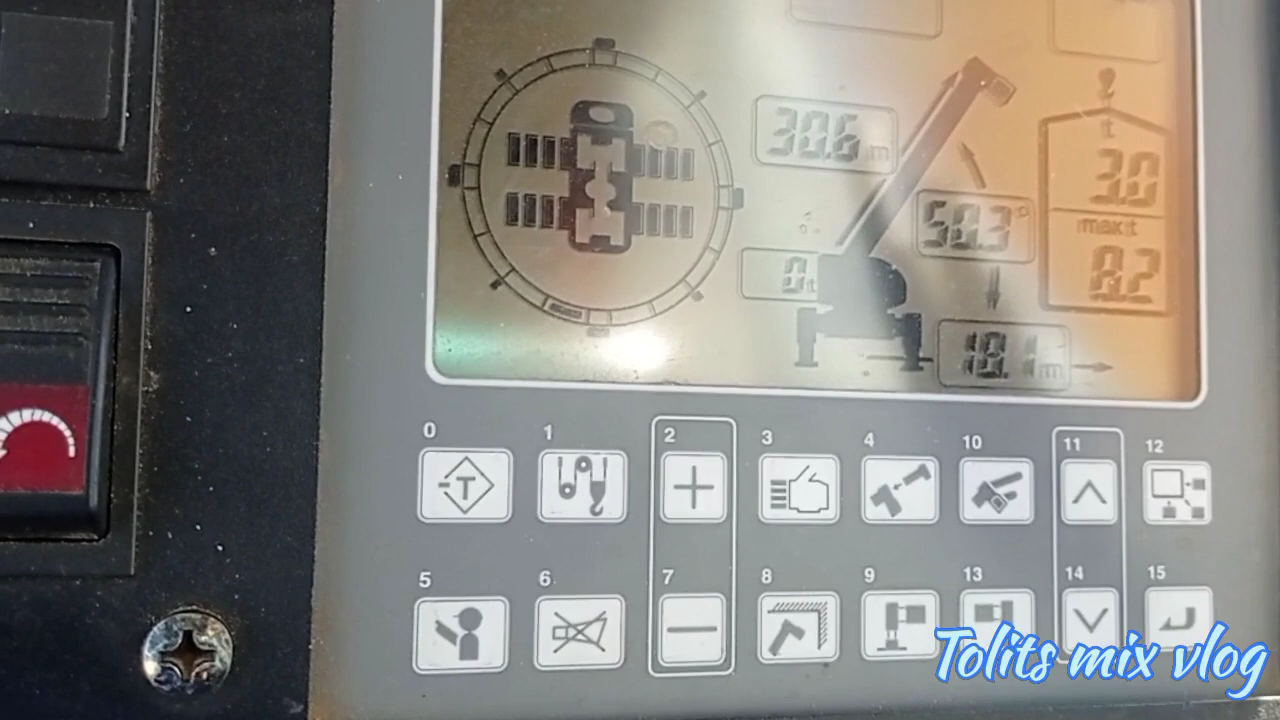 30.6 m
t
3.0
50.3°
max t
8.2
0 t
18.1 m
0 1 2 3 4 10 11 12
T
5 6 7 8 9 13 14 15
Tolits mix vlog